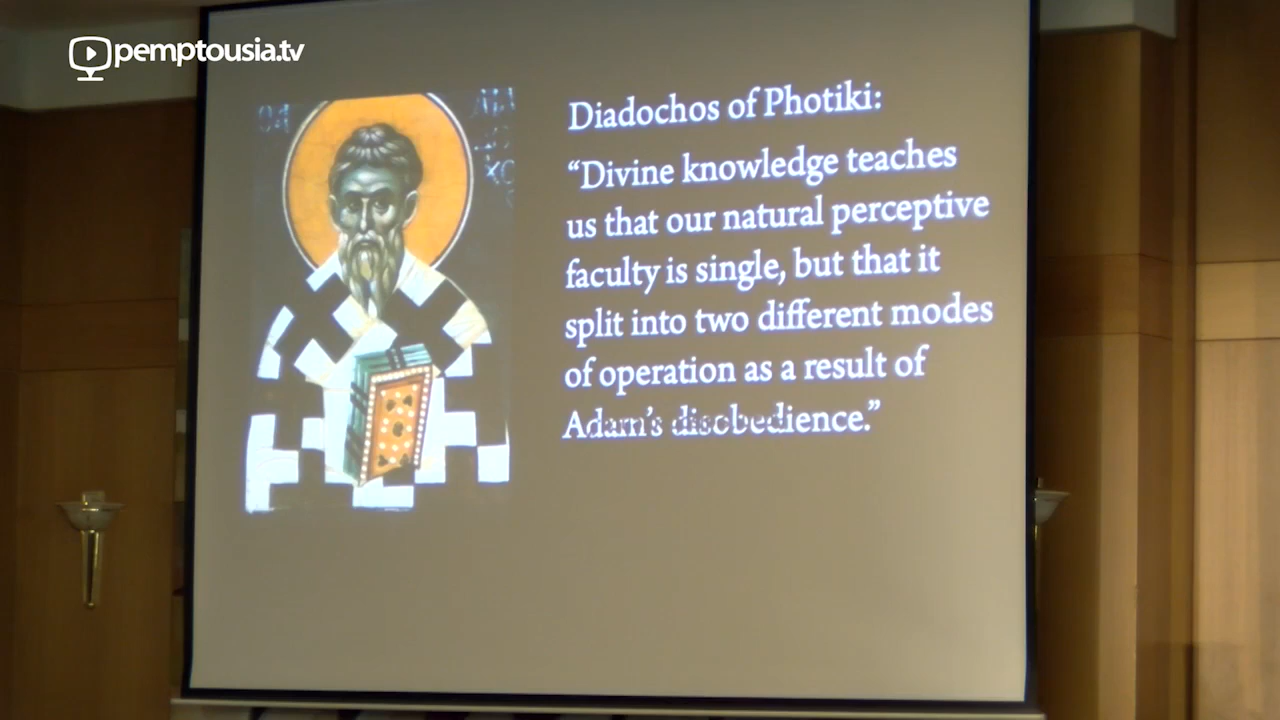 pemptousia.tv
Diadochos of Photiki:
“Divine knowledge teaches
us that our natural perceptive
faculty is single, but that it
split into two different modes
of operation as a result of
Adam’s disobedience.”